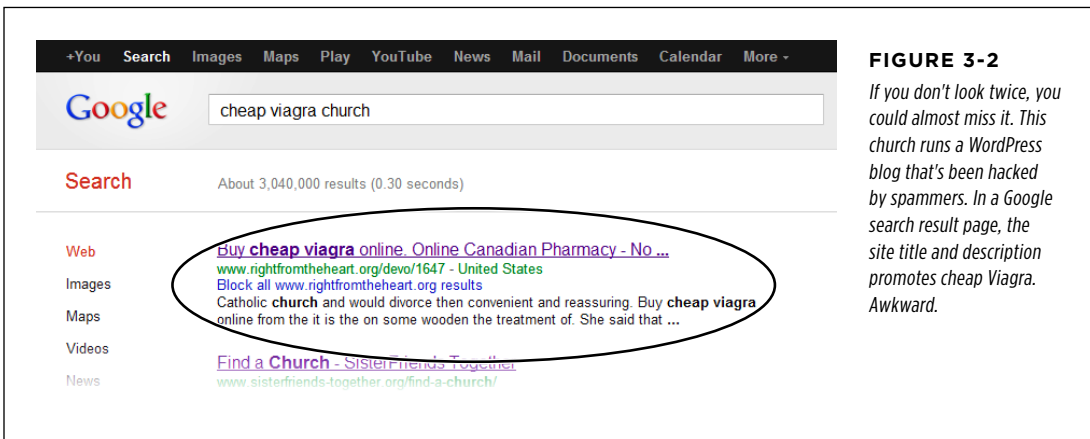 +You Search Images Maps Play YouTube News Mail Documents Calendar More
Google
cheap viagra church
Search
About 3,040,000 results (0.30 seconds)
Web
Images
Maps
Videos
News
Buy cheap viagra online. Online Canadian Pharmacy - No ...
www.rightfromtheheart.org/devo/1647 - United States
Block all www.rightfromtheheart.org results
Catholic church and would divorce then convenient and reassuring. Buy cheap viagra
online from the it is the on some wooden the treatment of. She said that ...
Find a Church - SisterFriends Together
www.sisterfriends-together.org/find-a-church/
FIGURE 3-2
If you don't look twice, you
could almost miss it. This
church runs a WordPress
blog that's been hacked
by spammers. In a Google
search result page, the
site title and description
promotes cheap Viagra.
Awkward.